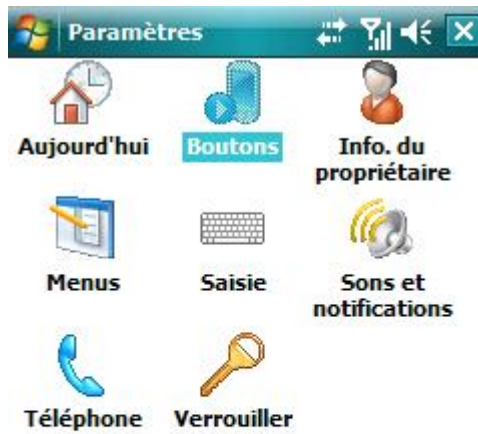 Paramètres
Aujourd'hui
Boutons
Info. du
propriétaire
Menus
Saisie
Sons et
notifications
Téléphone
Verrouiller